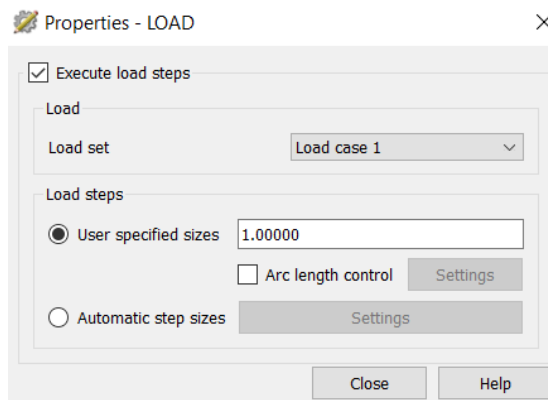 Properties - LOAD
Execute load steps
Load
Load set Load case 1
Load steps
User specified sizes 1.00000
Arc length control Settings
Automatic step sizes Settings
Close Help